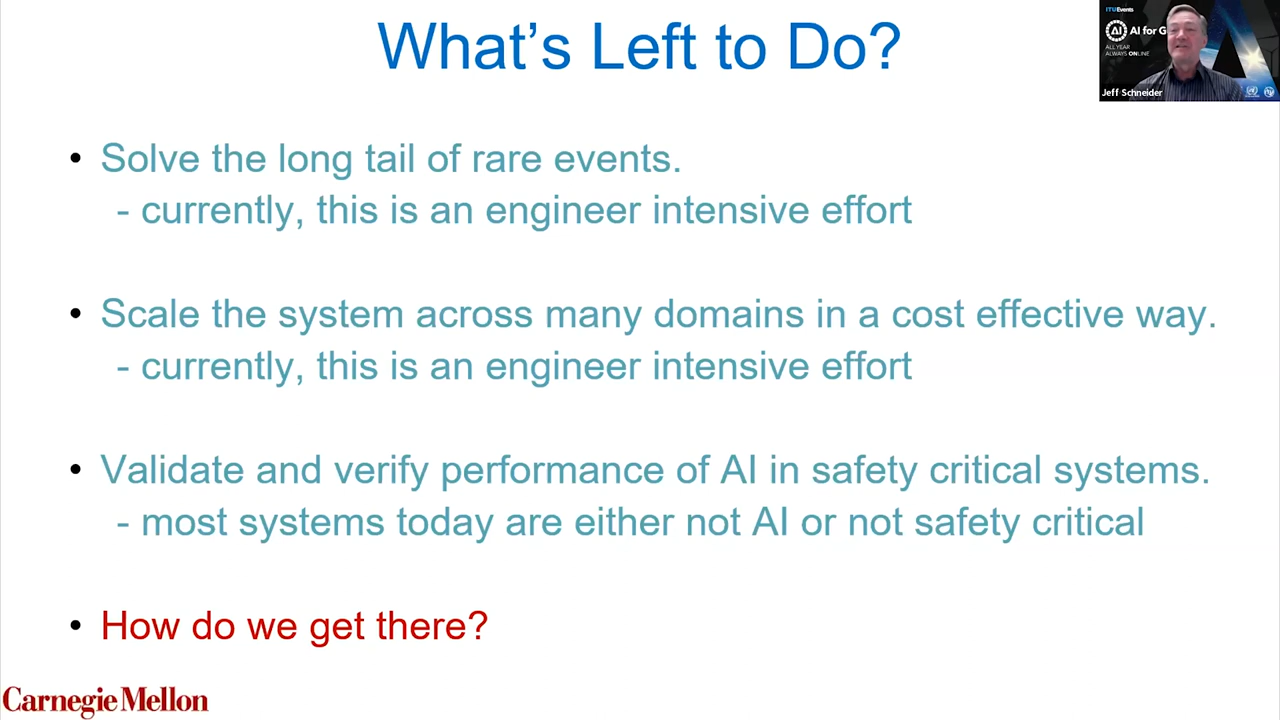 What's Left to Do?
ITUEvents
AI AI for G
ALL YEAR
ALWAYS ONLINE
Jeff Schneider
• Solve the long tail of rare events.
- currently, this is an engineer intensive effort
• Scale the system across many domains in a cost effective way.
- currently, this is an engineer intensive effort
• Validate and verify performance of AI in safety critical systems.
- most systems today are either not AI or not safety critical
• How do we get there?
Carnegie Mellon